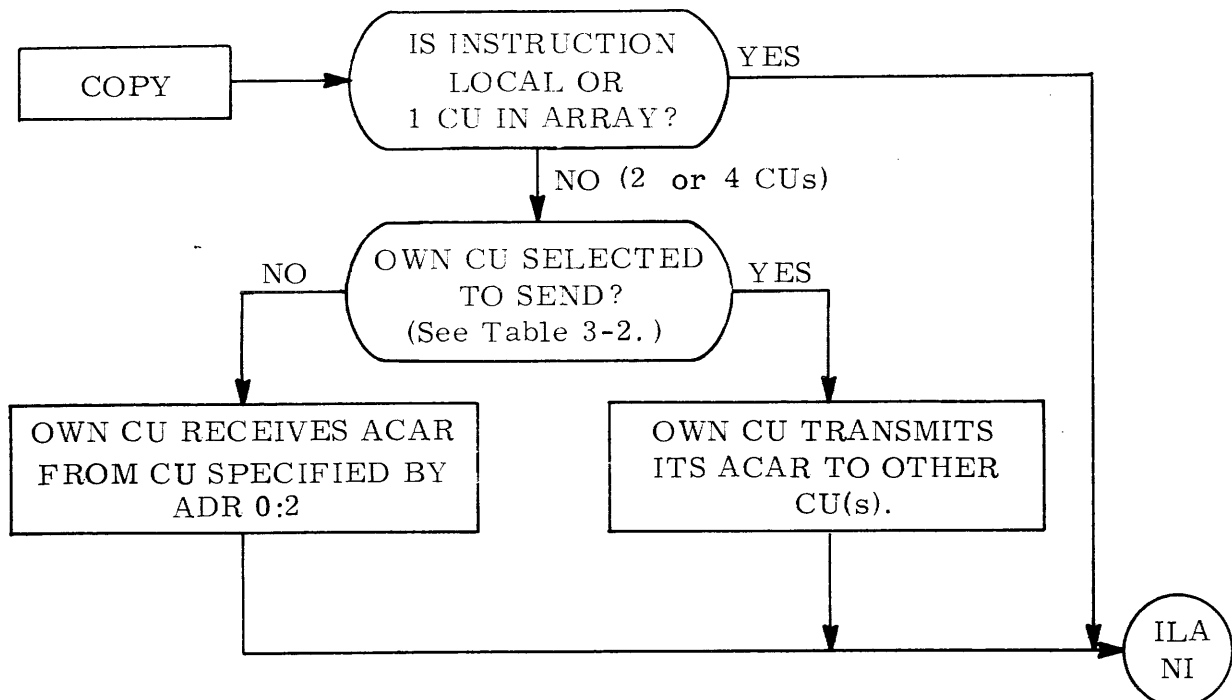 COPY
IS INSTRUCTION
LOCAL OR
1 CU IN ARRAY?
YES
NO (2 or 4 CUs)
OWN CU SELECTED
TO SEND?
(See Table 3-2.)
NO
YES
OWN CU RECEIVES ACAR
FROM CU SPECIFIED BY
ADR 0:2
OWN CU TRANSMITS
ITS ACAR TO OTHER
CU(s).
ILA
NI